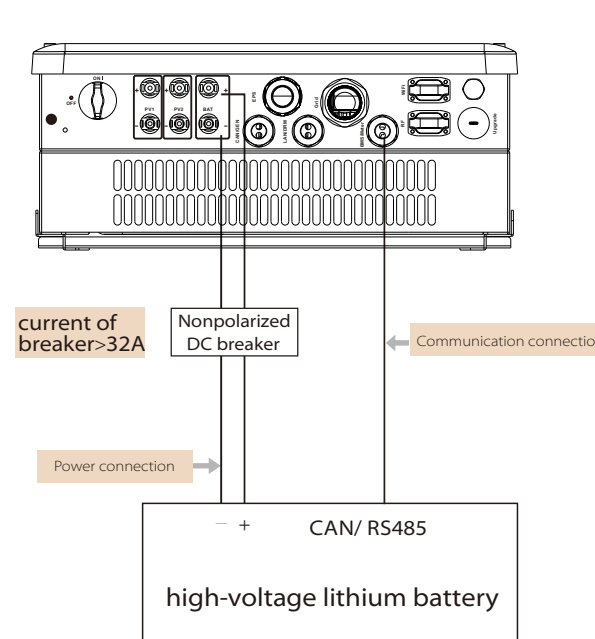 ON I
OFF
+ + +
PV1 PV2 BAT
- - -
EPS
Grid
WiFi
CAN/GEN
LAN/DRM
BMS/Meter
RF
Upgrade
current of
breaker>32A
Nonpolarized
DC breaker
Communication connectio
Power connection
− +
CAN/ RS485
high-voltage lithium battery